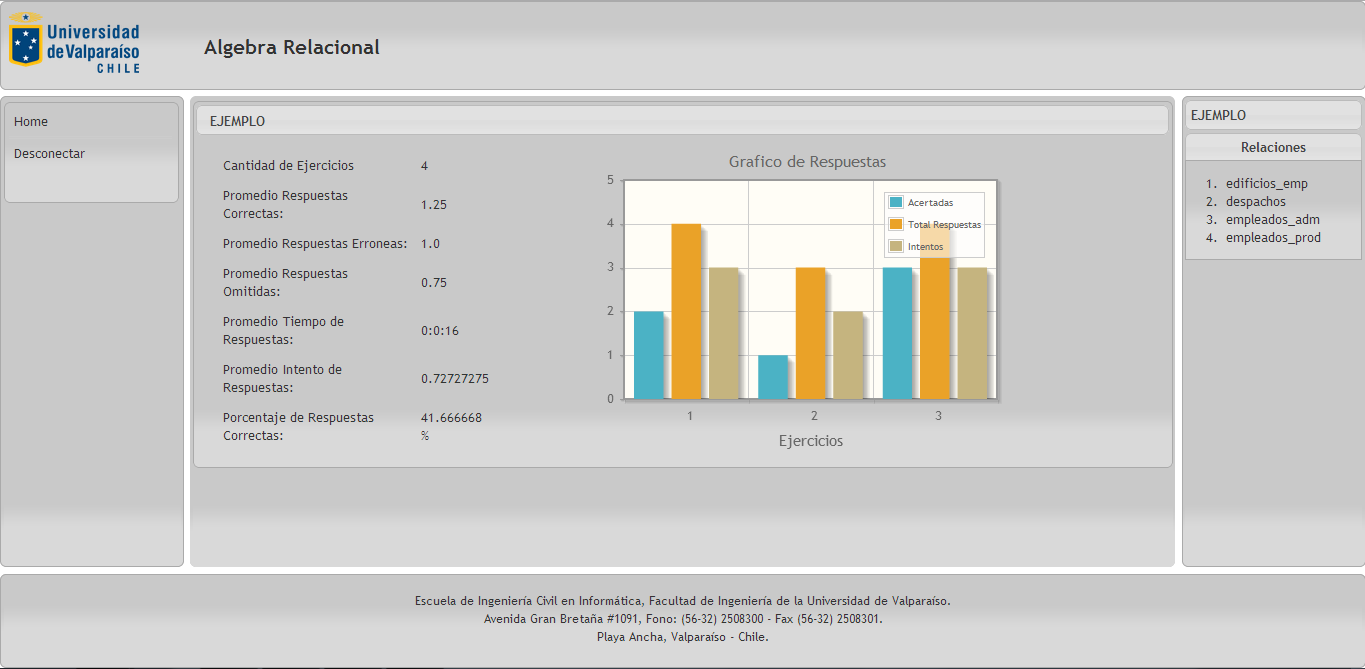 Universidad
de Valparaíso
CHILE
Algebra Relacional
Home
Desconectar
EJEMPLO
Cantidad de Ejercicios 4
Promedio Respuestas
Correctas: 1.25
Promedio Respuestas Erroneas: 1.0
Promedio Respuestas
Omitidas: 0.75
Promedio Tiempo de
Respuestas: 0:0:16
Promedio Intento de
Respuestas: 0.72727275
Porcentaje de Respuestas 41.666668
Correctas: %
Grafico de Respuestas
5
4
3
2
1
0
Acertadas
Total Respuestas
Intentos
1 2 3
Ejercicios
EJEMPLO
Relaciones
1. edificios_emp
2. despachos
3. empleados_adm
4. empleados_prod
Escuela de Ingeniería Civil en Informática, Facultad de Ingeniería de la Universidad de Valparaíso.
Avenida Gran Bretaña #1091, Fono: (56-32) 2508300 - Fax (56-32) 2508301.
Playa Ancha, Valparaíso - Chile.